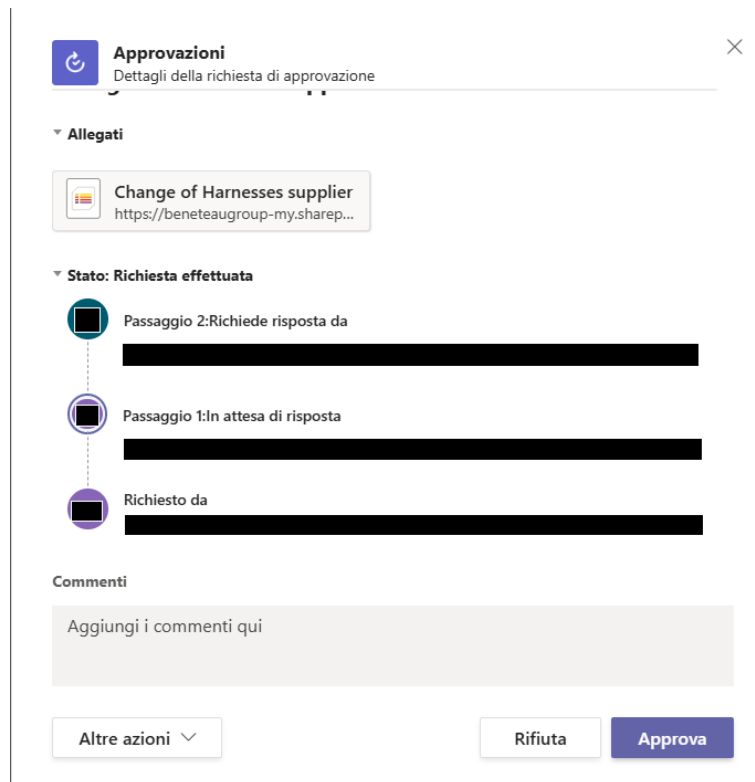 Approvazioni
Dettagli della richiesta di approvazione
Allegati
Change of Harnesses supplier
https://beneteaugroup-my.sharep...
Stato: Richiesta effettuata
Passaggio 2:Richiede risposta da
Passaggio 1:In attesa di risposta
Richiesto da
Commenti
Aggiungi i commenti qui
Altre azioni
Rifiuta
Approva